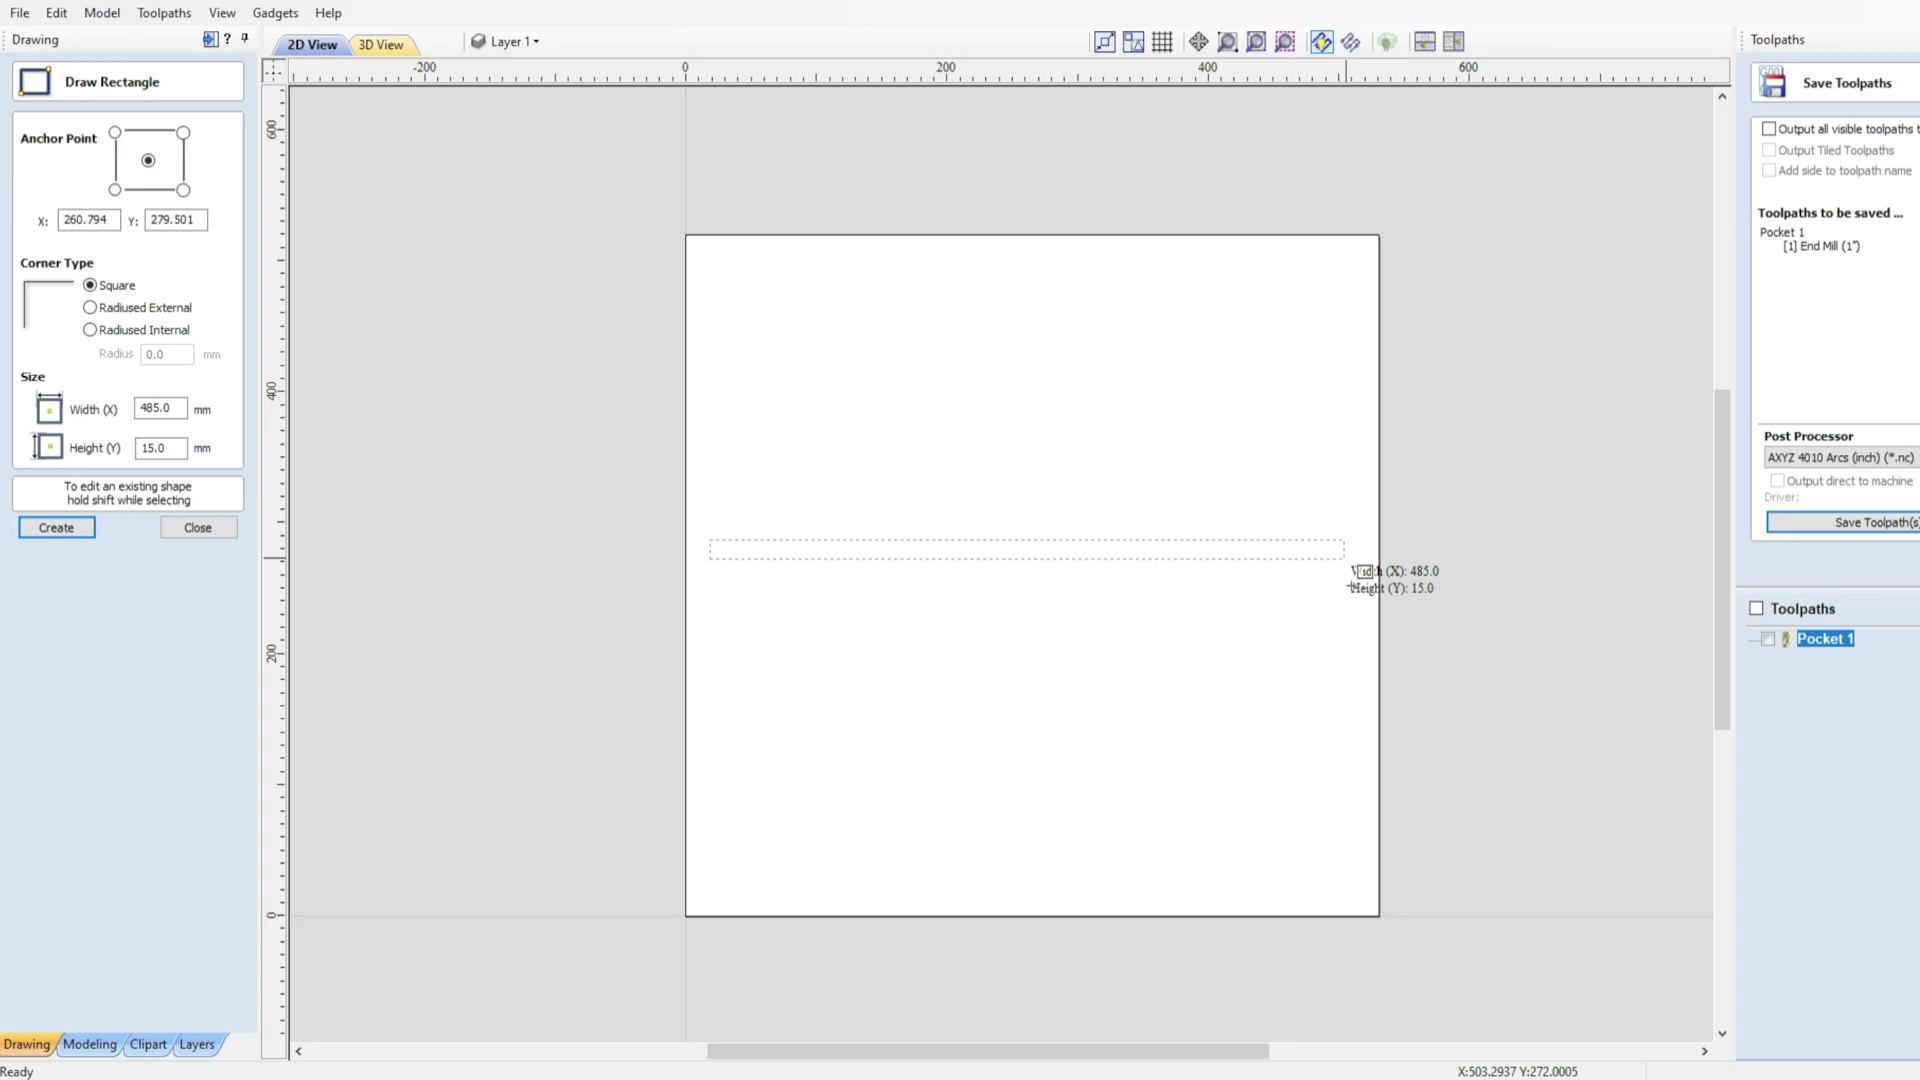 File Edit Model Toolpaths View Gadgets Help
Drawing ?
2D View 3D View Layer 1
Toolpaths
Draw Rectangle
-200 0 200 400 600
Save Toolpaths
600
400
200
0
Anchor Point
X: 260.794 Y: 279.501
Corner Type
Square
Radiused External
Radiused Internal
Radius 0.0 mm
Size
Width (X) 485.0 mm
Height (Y) 15.0 mm
To edit an existing shape
hold shift while selecting
Create Close
Width (X): 485.0
Height (Y): 15.0
Output all visible toolpaths t
Output Tiled Toolpaths
Add side to toolpath name
Toolpaths to be saved ...
Pocket 1
[1] End Mill (1")
Post Processor
AXYZ 4010 Arcs (inch) (*.nc)
Output direct to machine
Driver:
Save Toolpath(s)
Toolpaths
Pocket 1
Drawing Modeling Clipart Layers
Ready
X:503.2937 Y:272.0005